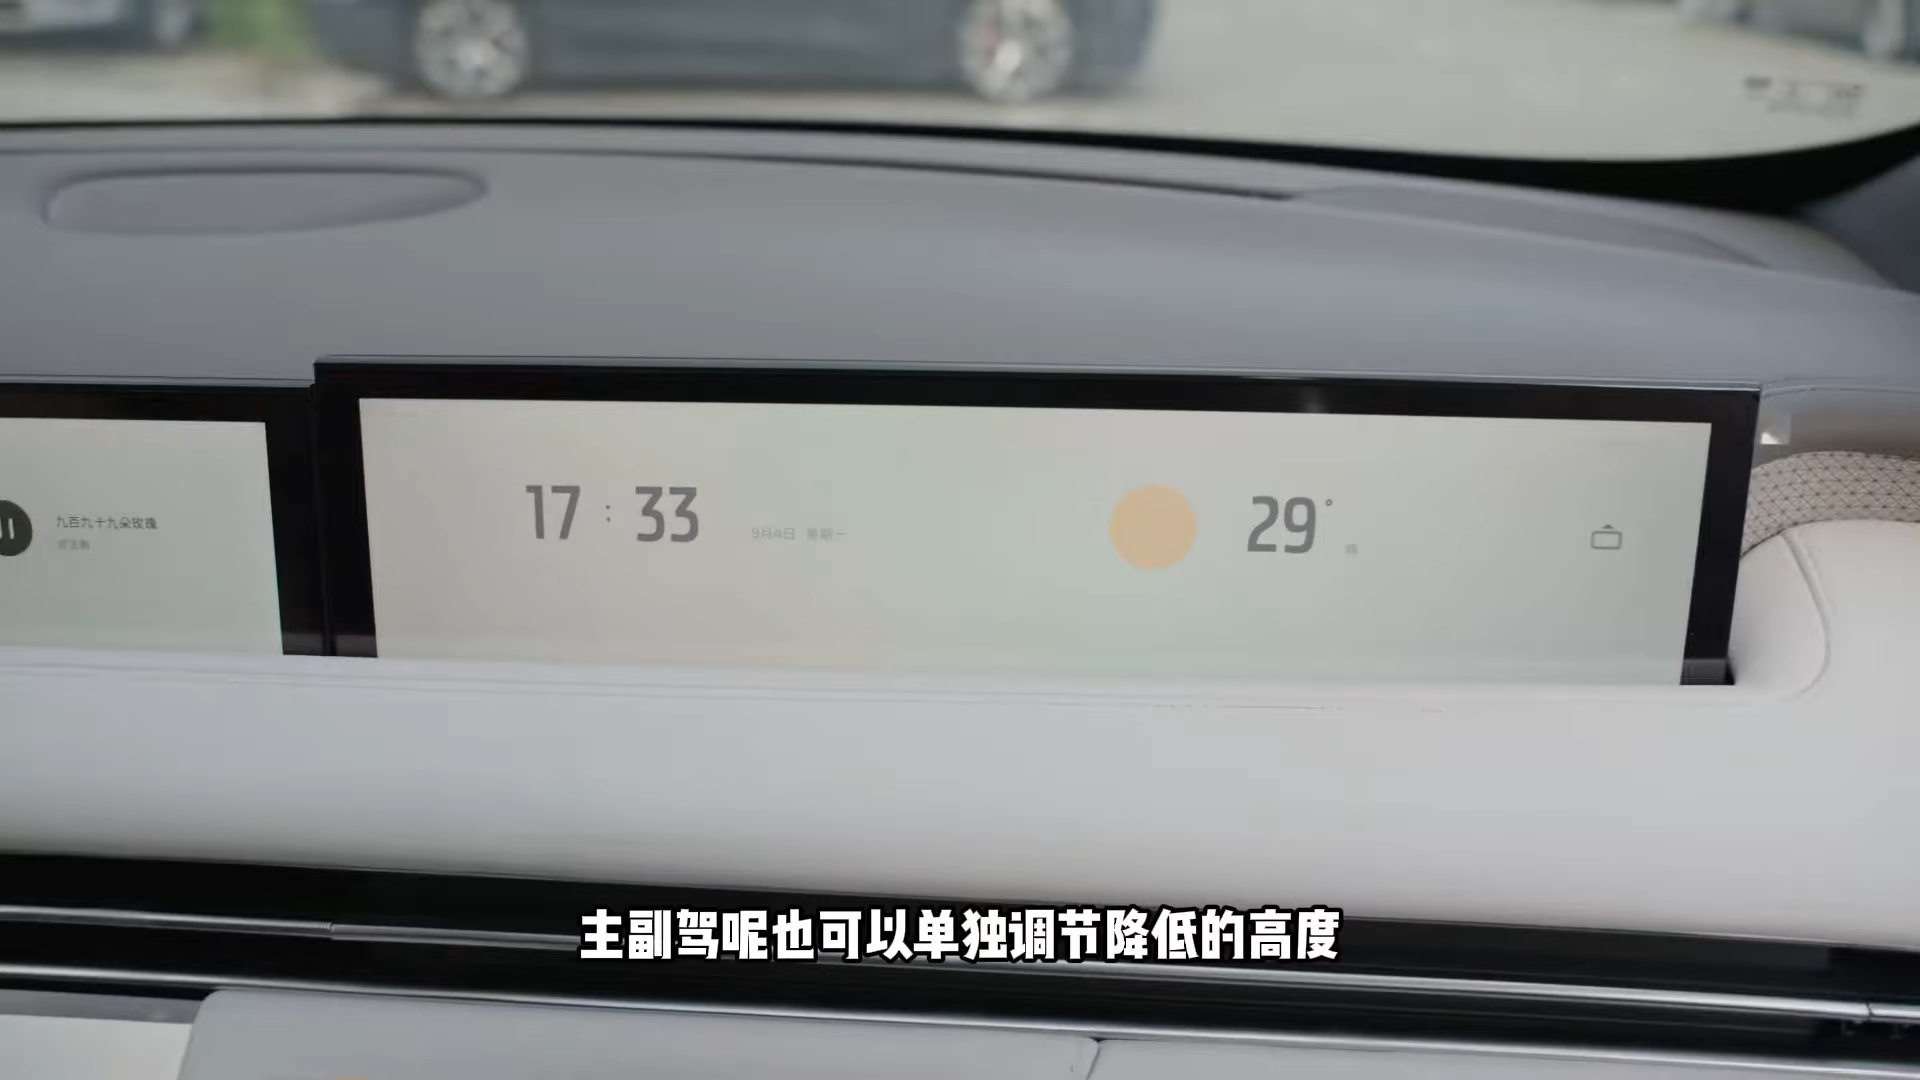 17 : 33
9月4日 星期一
29°
九百九十九朵玫瑰
主副驾呢也可以单独调节降低的高度